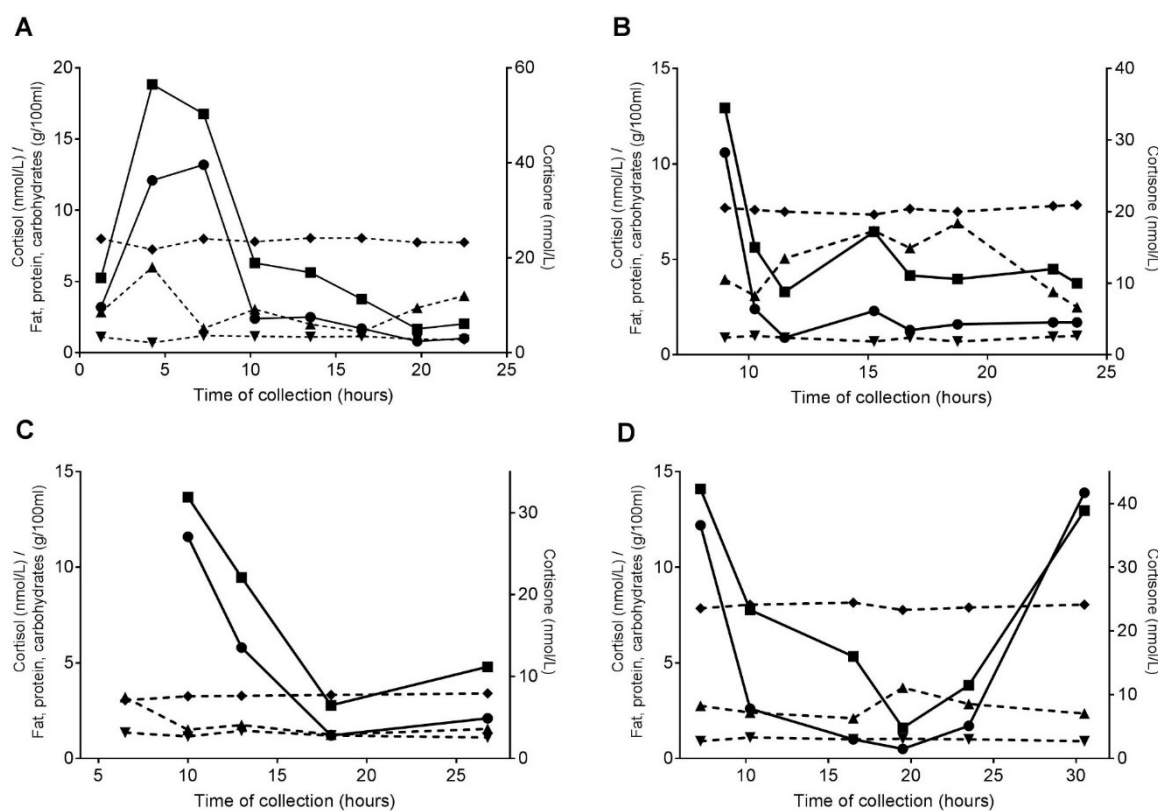 A
B
20
15
10
5
0
Cortisol (nmol/L) /
Fat, protein, carbohydrates (g/100ml)
60
40
20
0
Cortisone (nmol/L)
0
5
10
15
20
25
Time of collection (hours)
15
10
5
0
Cortisol (nmol/L) /
Fat, protein, carbohydrates (g/100ml)
40
30
20
10
0
Cortisone (nmol/L)
10
15
20
25
Time of collection (hours)
C
D
15
10
5
0
Cortisol (nmol/L) /
Fat, protein, carbohydrates (g/100ml)
30
20
10
0
Cortisone (nmol/L)
5
10
15
20
25
Time of collection (hours)
15
10
5
0
Cortisol (nmol/L) /
Fat, protein, carbohydrates (g/100ml)
40
30
20
10
0
Cortisone (nmol/L)
10
15
20
25
30
Time of collection (hours)